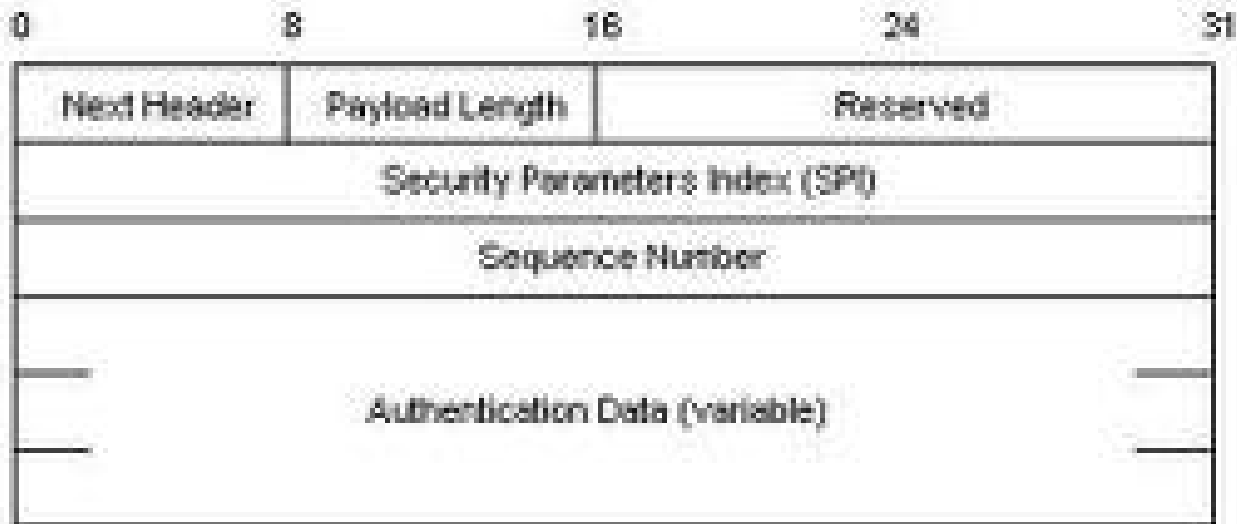 0 8 16 24 31
Next Header Payload Length Reserved
Security Parameters Index (SPI)
Sequence Number
Authentication Data (variable)